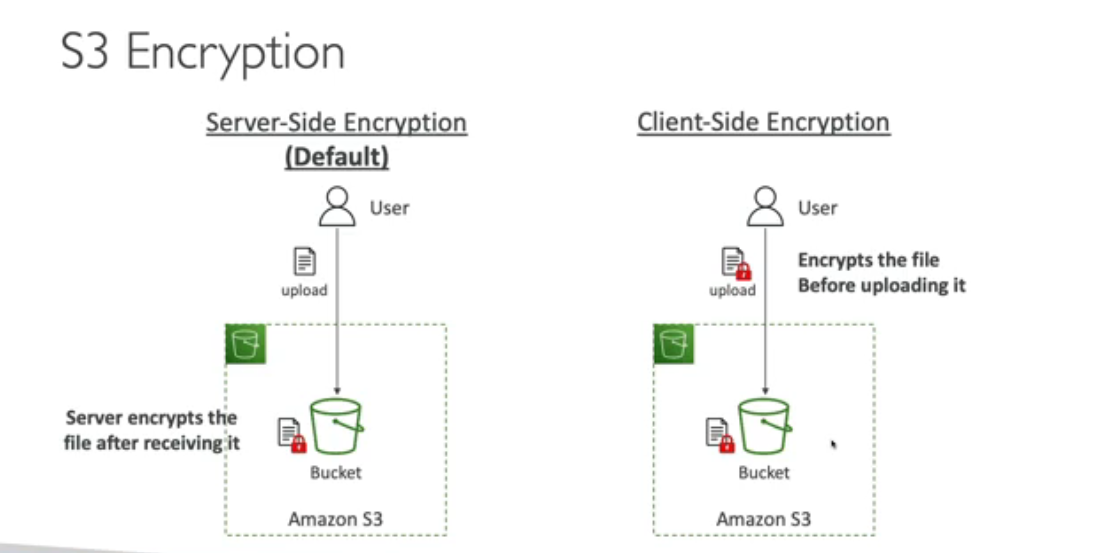 S3 Encryption
Server-Side Encryption
(Default)
User
upload
Server encrypts the
file after receiving it
Bucket
Amazon S3
Client-Side Encryption
User
upload
Encrypts the file
Before uploading it
Bucket
Amazon S3